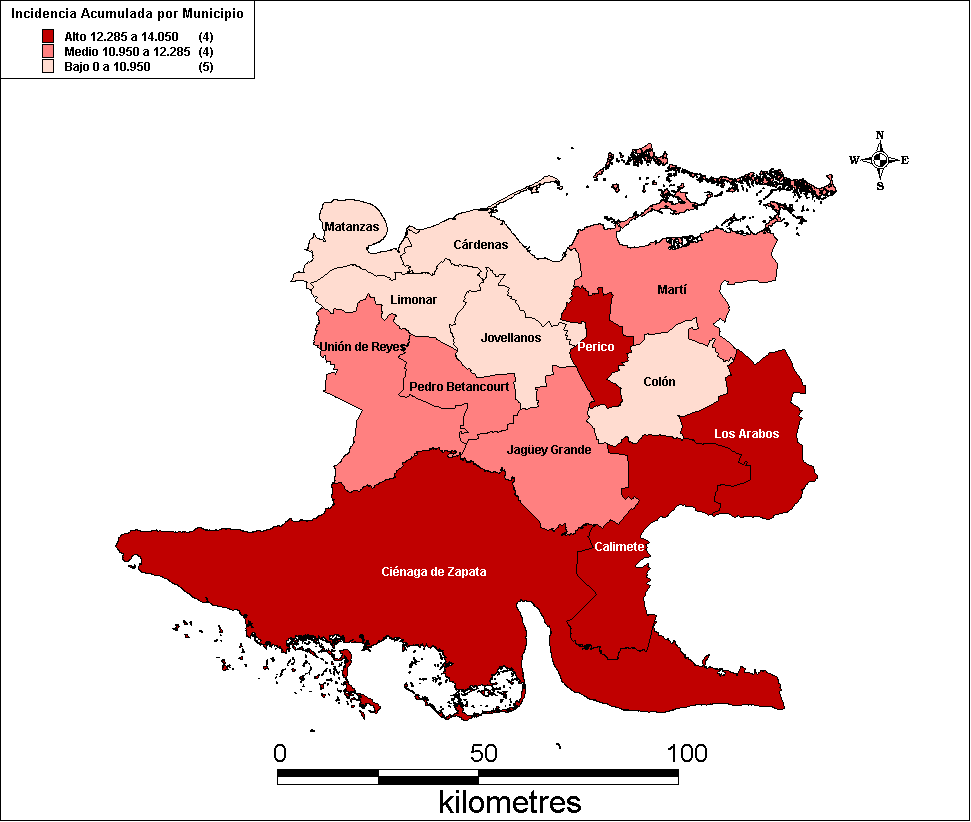 Incidencia Acumulada por Municipio
Alto 12.285 a 14.050 (4)
Medio 10.950 a 12.285 (4)
Bajo 0 a 10.950 (5)
N
W E
S
Matanzas
Cárdenas
Limonar
Martí
Jovellanos
Unión de Reyes
Perico
Pedro Betancourt
Colón
Los Arabos
Jagüey Grande
Calimete
Ciénaga de Zapata
0 50 100
kilometres